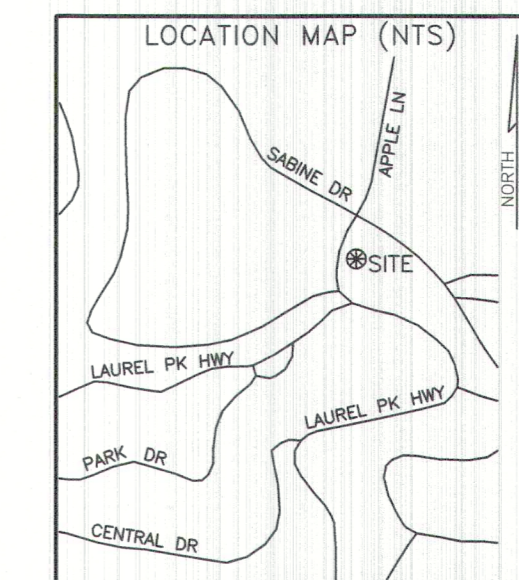 LOCATION MAP (NTS)
APPLE LN
SABINE DR
NORTH
SITE
LAUREL PK HWY
LAUREL PK HWY
PARK DR
CENTRAL DR